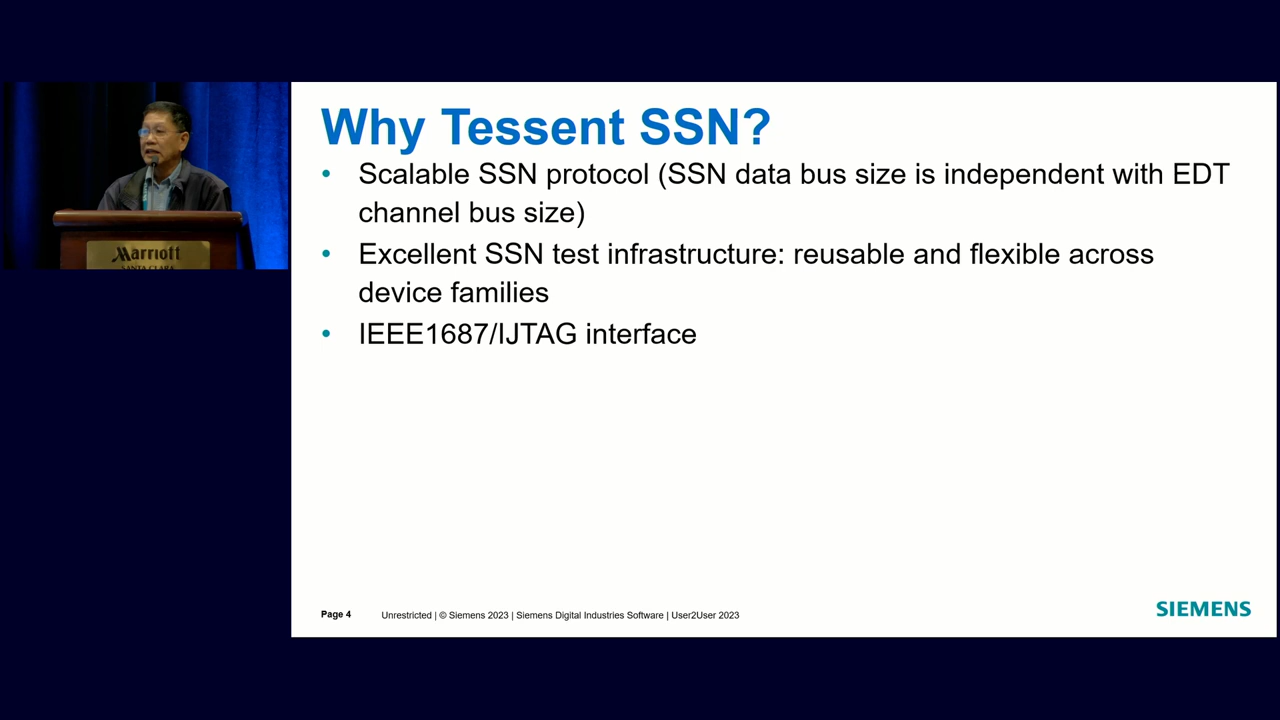 Why Tessent SSN?
• Scalable SSN protocol (SSN data bus size is independent with EDT
channel bus size)
• Excellent SSN test infrastructure: reusable and flexible across
device families
• IEEE1687/IJTAG interface
Marriott
SANTA CLARA
Page 4
Unrestricted | © Siemens 2023 | Siemens Digital Industries Software | User2User 2023
SIEMENS